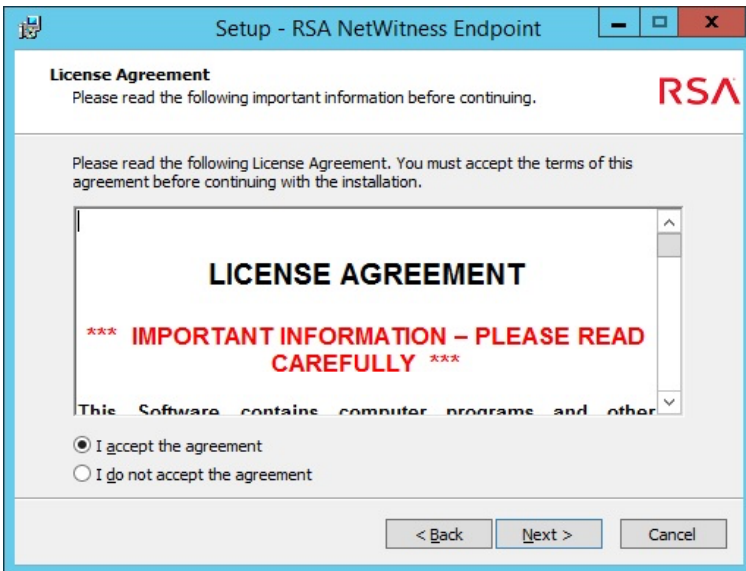 Setup - RSA NetWitness Endpoint
License Agreement
Please read the following important information before continuing.
RSA
Please read the following License Agreement. You must accept the terms of this
agreement before continuing with the installation.
LICENSE AGREEMENT
*** IMPORTANT INFORMATION – PLEASE READ
CAREFULLY ***
This Software contains computer programs and other
I accept the agreement
I do not accept the agreement
< Back Next > Cancel